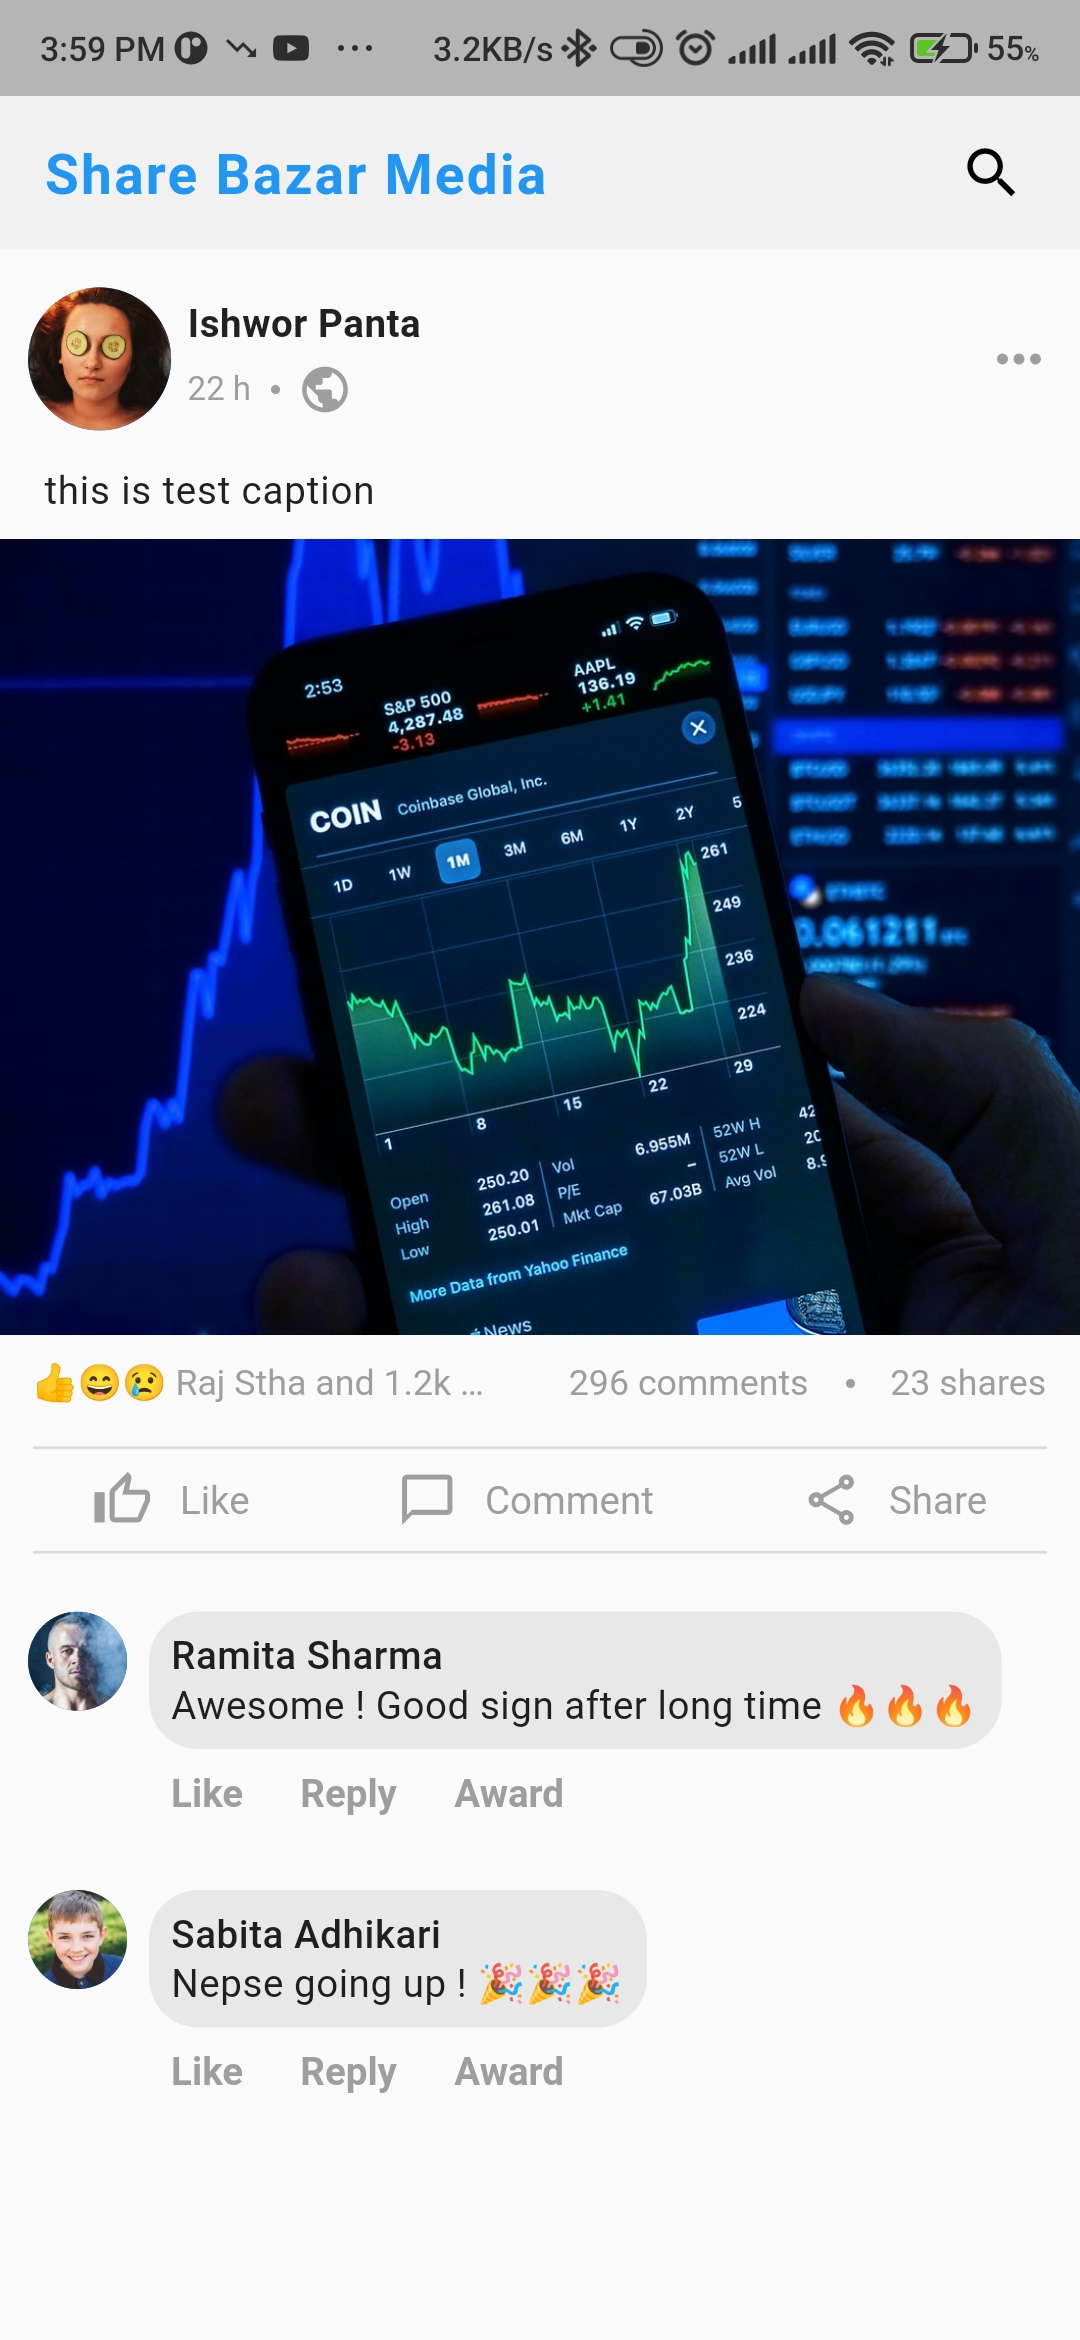 3:59 PM ... 3.2KB/s 55%
Share Bazar Media
Ishwor Panta
22 h •
this is test caption
2:53
S&P 500
4,287.48
-3.13
AAPL
136.19
+1.41
COIN Coinbase Global, Inc.
1D 1W 1M 3M 6M 1Y 2Y 5
261
249
236
224
1 8 15 22 29
Open 250.20 Vol 6.955M 52W H 42
High 261.08 P/E – 52W L 20
Low 250.01 Mkt Cap 67.03B Avg Vol 8.9
More Data from Yahoo Finance
News
0.061211
👍😄😢 Raj Stha and 1.2k ... 296 comments • 23 shares
Like Comment Share
Ramita Sharma
Awesome ! Good sign after long time 🔥🔥🔥
Like Reply Award
Sabita Adhikari
Nepse going up ! 🎉🎉🎉
Like Reply Award